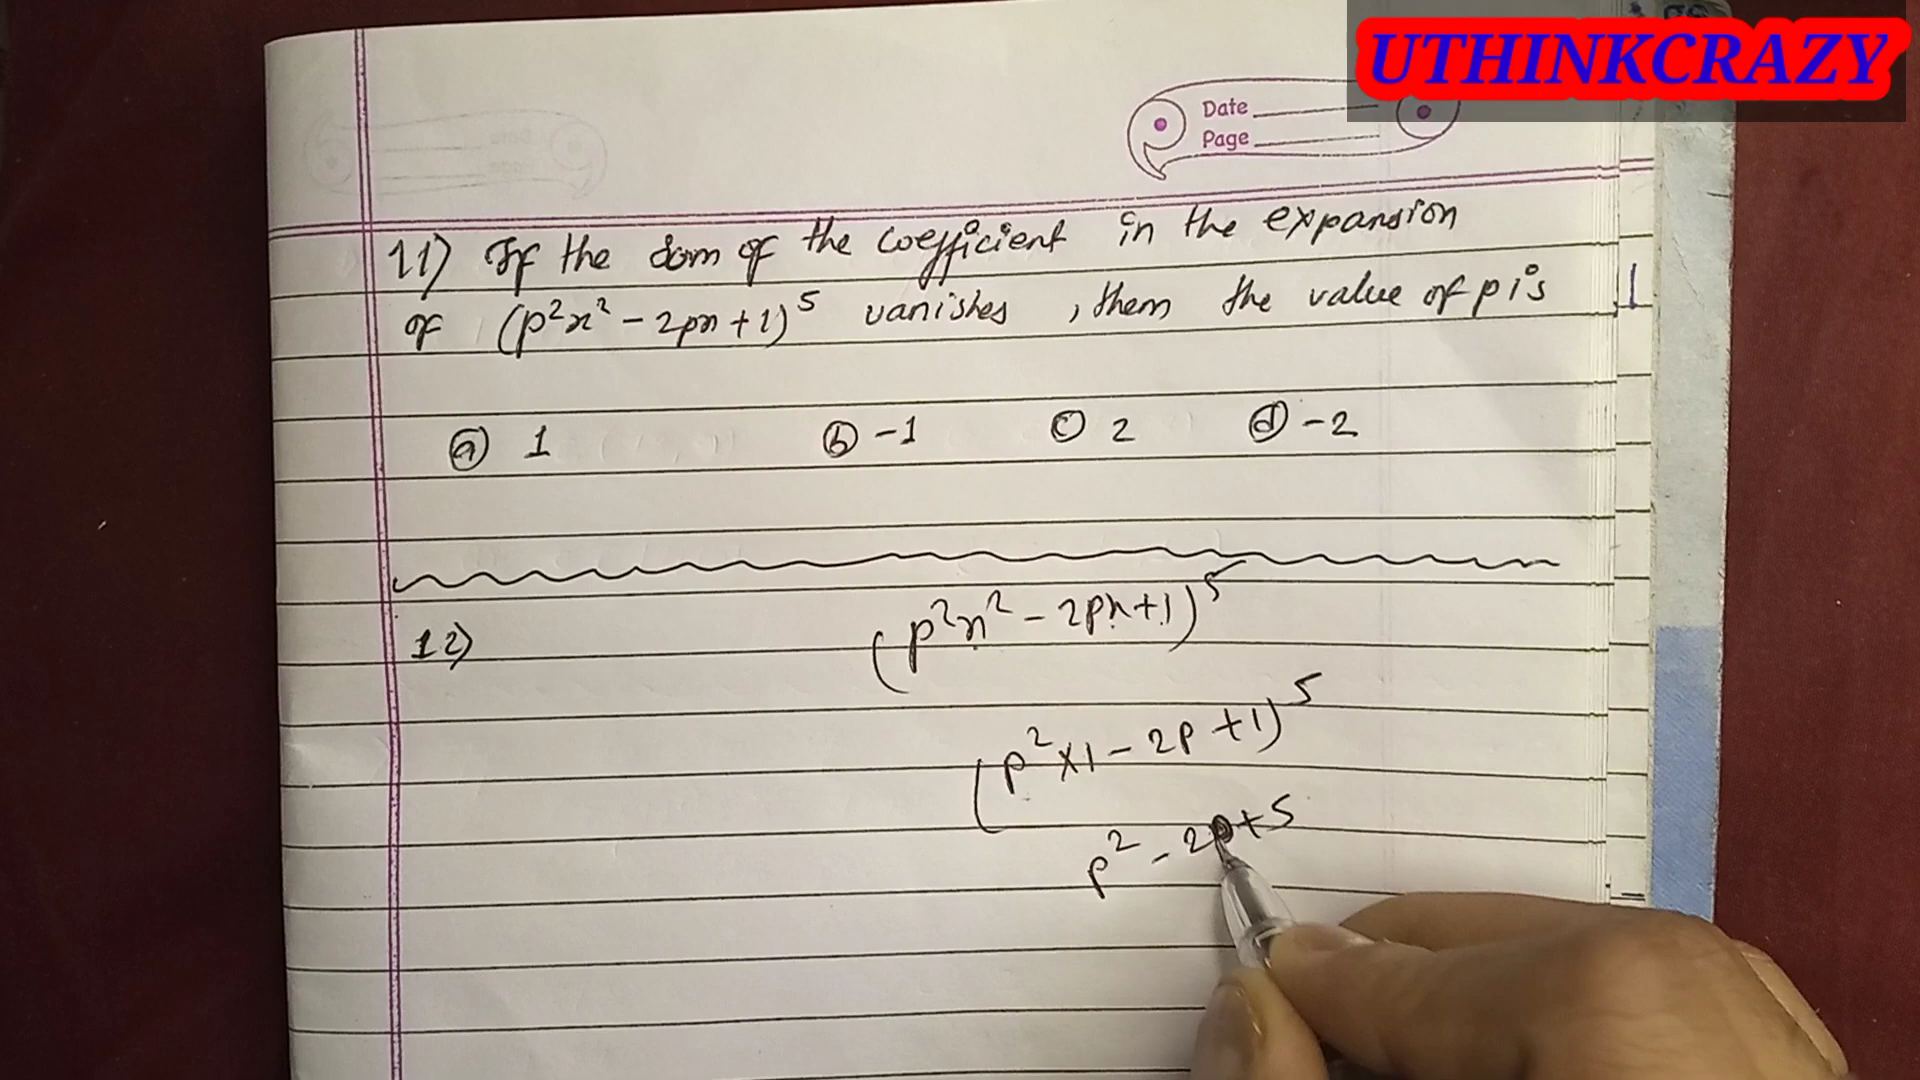 UTHINKCRAZY
Date
Page
11) If the sum of the coefficient in the expansion
of (p²x² - 2px + 1)⁵ vanishes, them the value of p is
ⓐ 1 ⓑ -1 ⓒ 2 ⓓ -2
(p²x² - 2px + 1)⁵
12)
(p² × 1 - 2p + 1)⁵
p² - 2p + 5